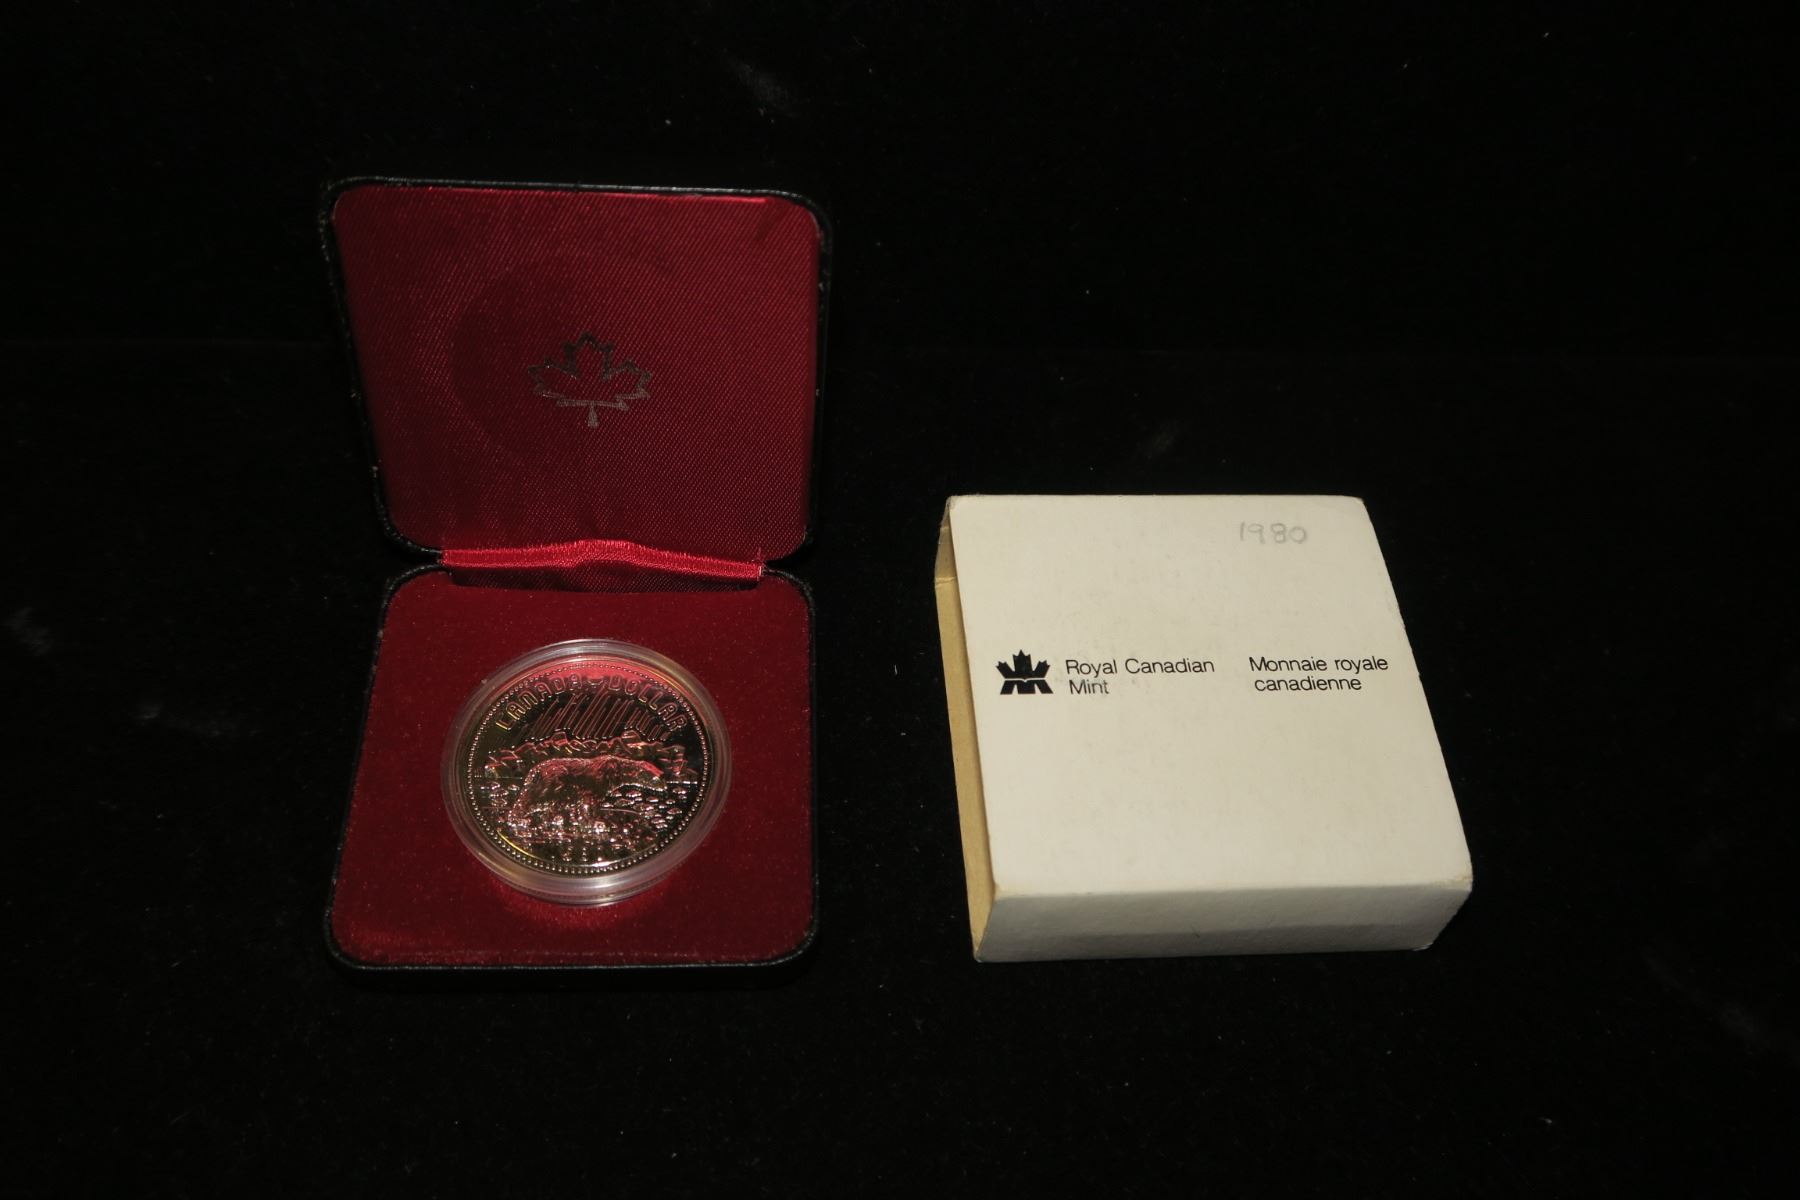 CANADA DOLLAR
1980
Royal Canadian
Mint
Monnaie royale
canadienne